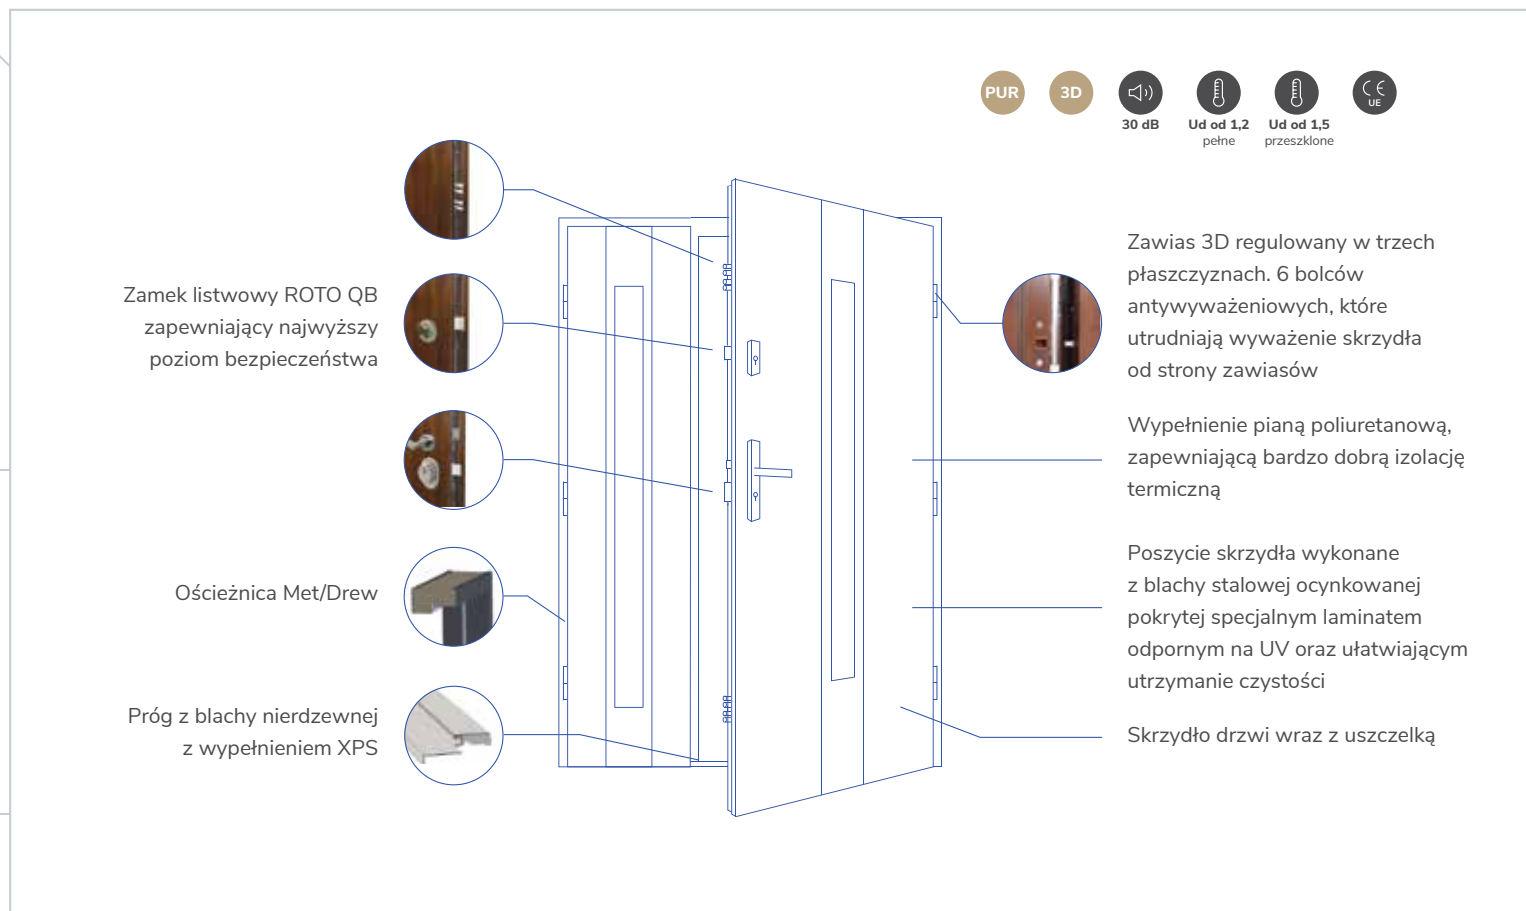 PUR
3D
30 dB
Ud od 1,2
pełne
Ud od 1,5
przeszklone
CE
UE
Zamek listwowy ROTO QB
zapewniający najwyższy
poziom bezpieczeństwa
Ościeżnica Met/Drew
Próg z blachy nierdzewnej
z wypełnieniem XPS
Zawias 3D regulowany w trzech
płaszczyznach. 6 bolców
antywyważeniowych, które
utrudniają wyważenie skrzydła
od strony zawiasów
Wypełnienie pianą poliuretanową,
zapewniającą bardzo dobrą izolację
termiczną
Poszycie skrzydła wykonane
z blachy stalowej ocynkowanej
pokrytej specjalnym laminatem
odpornym na UV oraz ułatwiającym
utrzymanie czystości
Skrzydło drzwi wraz z uszczelką